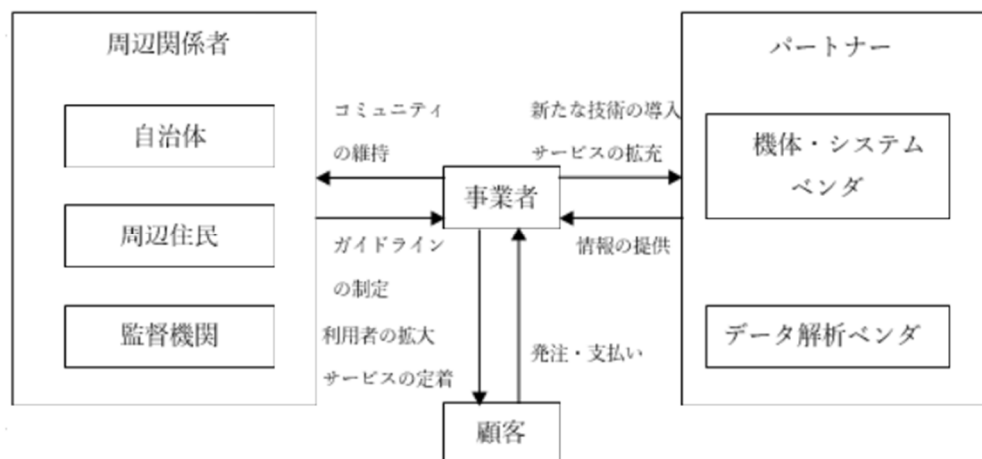 周辺関係者
自治体
周辺住民
監督機関
コミュニティ
の維持
ガイドライン
の制定
利用者の拡大
サービスの定着
事業者
顧客
新たな技術の導入
サービスの拡充
情報の提供
発注・支払い
パートナー
機体・システム
ベンダ
データ解析ベンダ